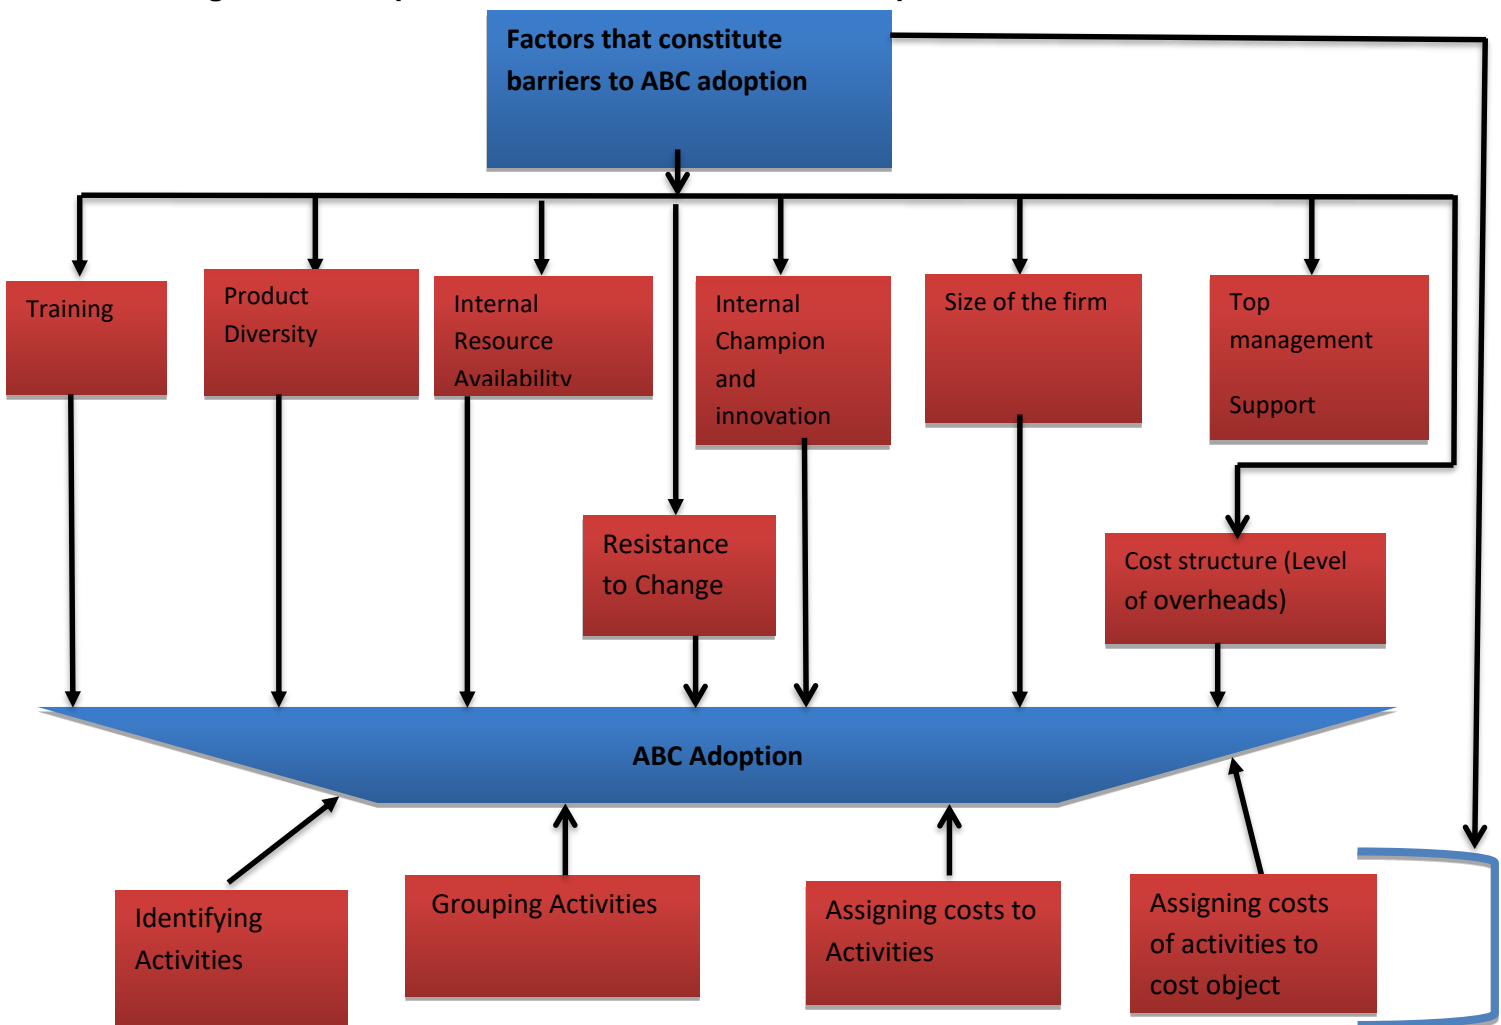 Factors that constitute
barriers to ABC adoption
Training
Product
Diversity
Internal
Resource
Availability
Internal
Champion
and
innovation
Size of the firm
Top
management
Support
Resistance
to Change
Cost structure (Level
of overheads)
ABC Adoption
Identifying
Activities
Grouping Activities
Assigning costs to
Activities
Assigning costs
of activities to
cost object